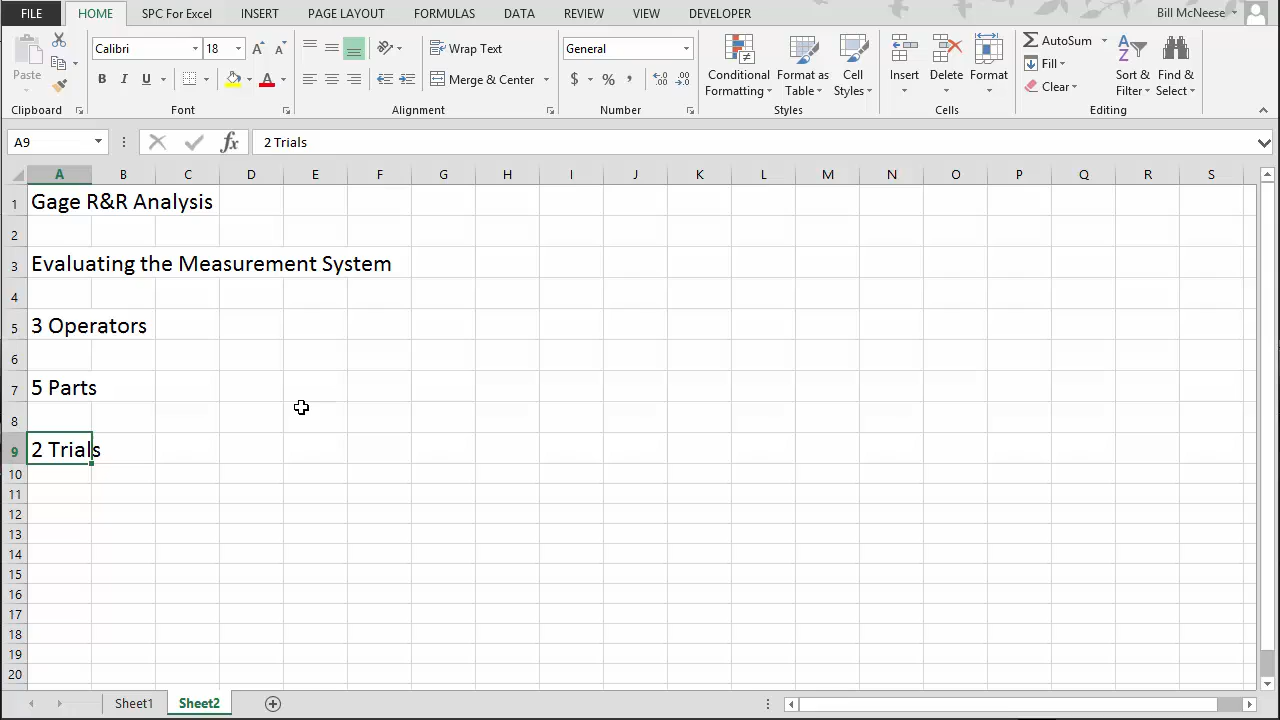 FILE HOME SPC For Excel INSERT PAGE LAYOUT FORMULAS DATA REVIEW VIEW DEVELOPER Bill McNeese
Paste
Calibri 18
B I U A
Wrap Text
Merge & Center
General
$ % ,
Conditional Formatting
Format as Table
Cell Styles
Insert
Delete
Format
AutoSum
Fill
Clear
Sort & Filter
Find & Select
Clipboard Font Alignment Number Styles Cells Editing
A9 fx 2 Trials
A B C D E F G H I J K L M N O P Q R S
1 Gage R&R Analysis
2
3 Evaluating the Measurement System
4
5 3 Operators
6
7 5 Parts
8
9 2 Trials
10
11
12
13
14
15
16
17
18
19
20
Sheet1 Sheet2